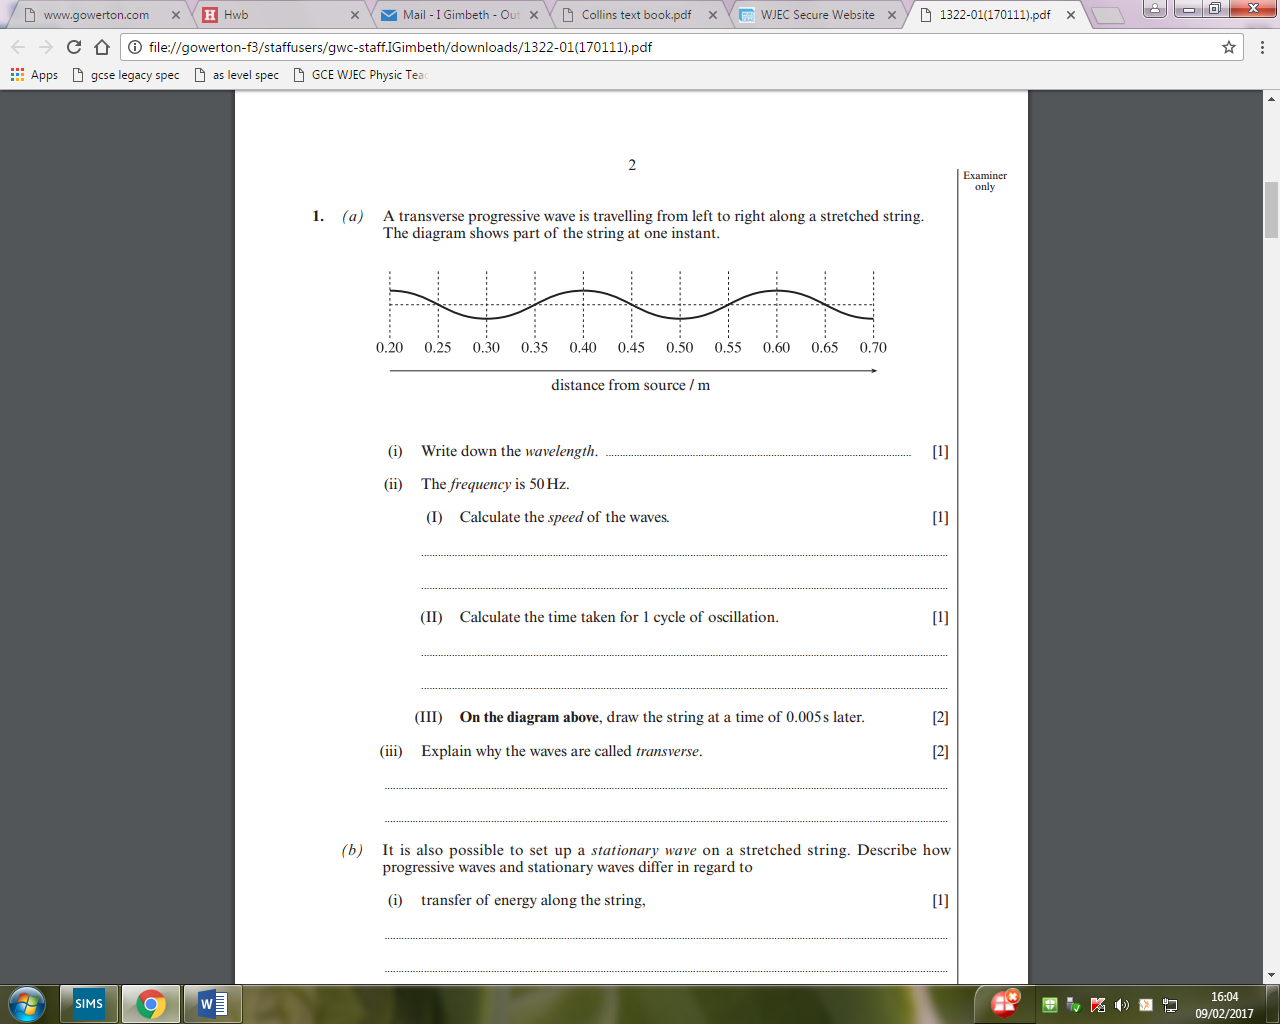 www.gowerton.com
Hwb
Mail - I Gimbeth - Out
Collins text book.pdf
WJEC Secure Website
1322-01(170111).pdf
file://gowerton-f3/staffusers/gwc-staff.IGimbeth/downloads/1322-01(170111).pdf
Apps
gcse legacy spec
as level spec
GCE WJEC Physic Teac
2
Examiner
only
1. (a) A transverse progressive wave is travelling from left to right along a stretched string.
The diagram shows part of the string at one instant.
0.20 0.25 0.30 0.35 0.40 0.45 0.50 0.55 0.60 0.65 0.70
distance from source / m
(i) Write down the wavelength. [1]
(ii) The frequency is 50 Hz.
(I) Calculate the speed of the waves. [1]
(II) Calculate the time taken for 1 cycle of oscillation. [1]
(III) On the diagram above, draw the string at a time of 0.005 s later. [2]
(iii) Explain why the waves are called transverse. [2]
(b) It is also possible to set up a stationary wave on a stretched string. Describe how
progressive waves and stationary waves differ in regard to
(i) transfer of energy along the string, [1]
SIMS
16:04
09/02/2017